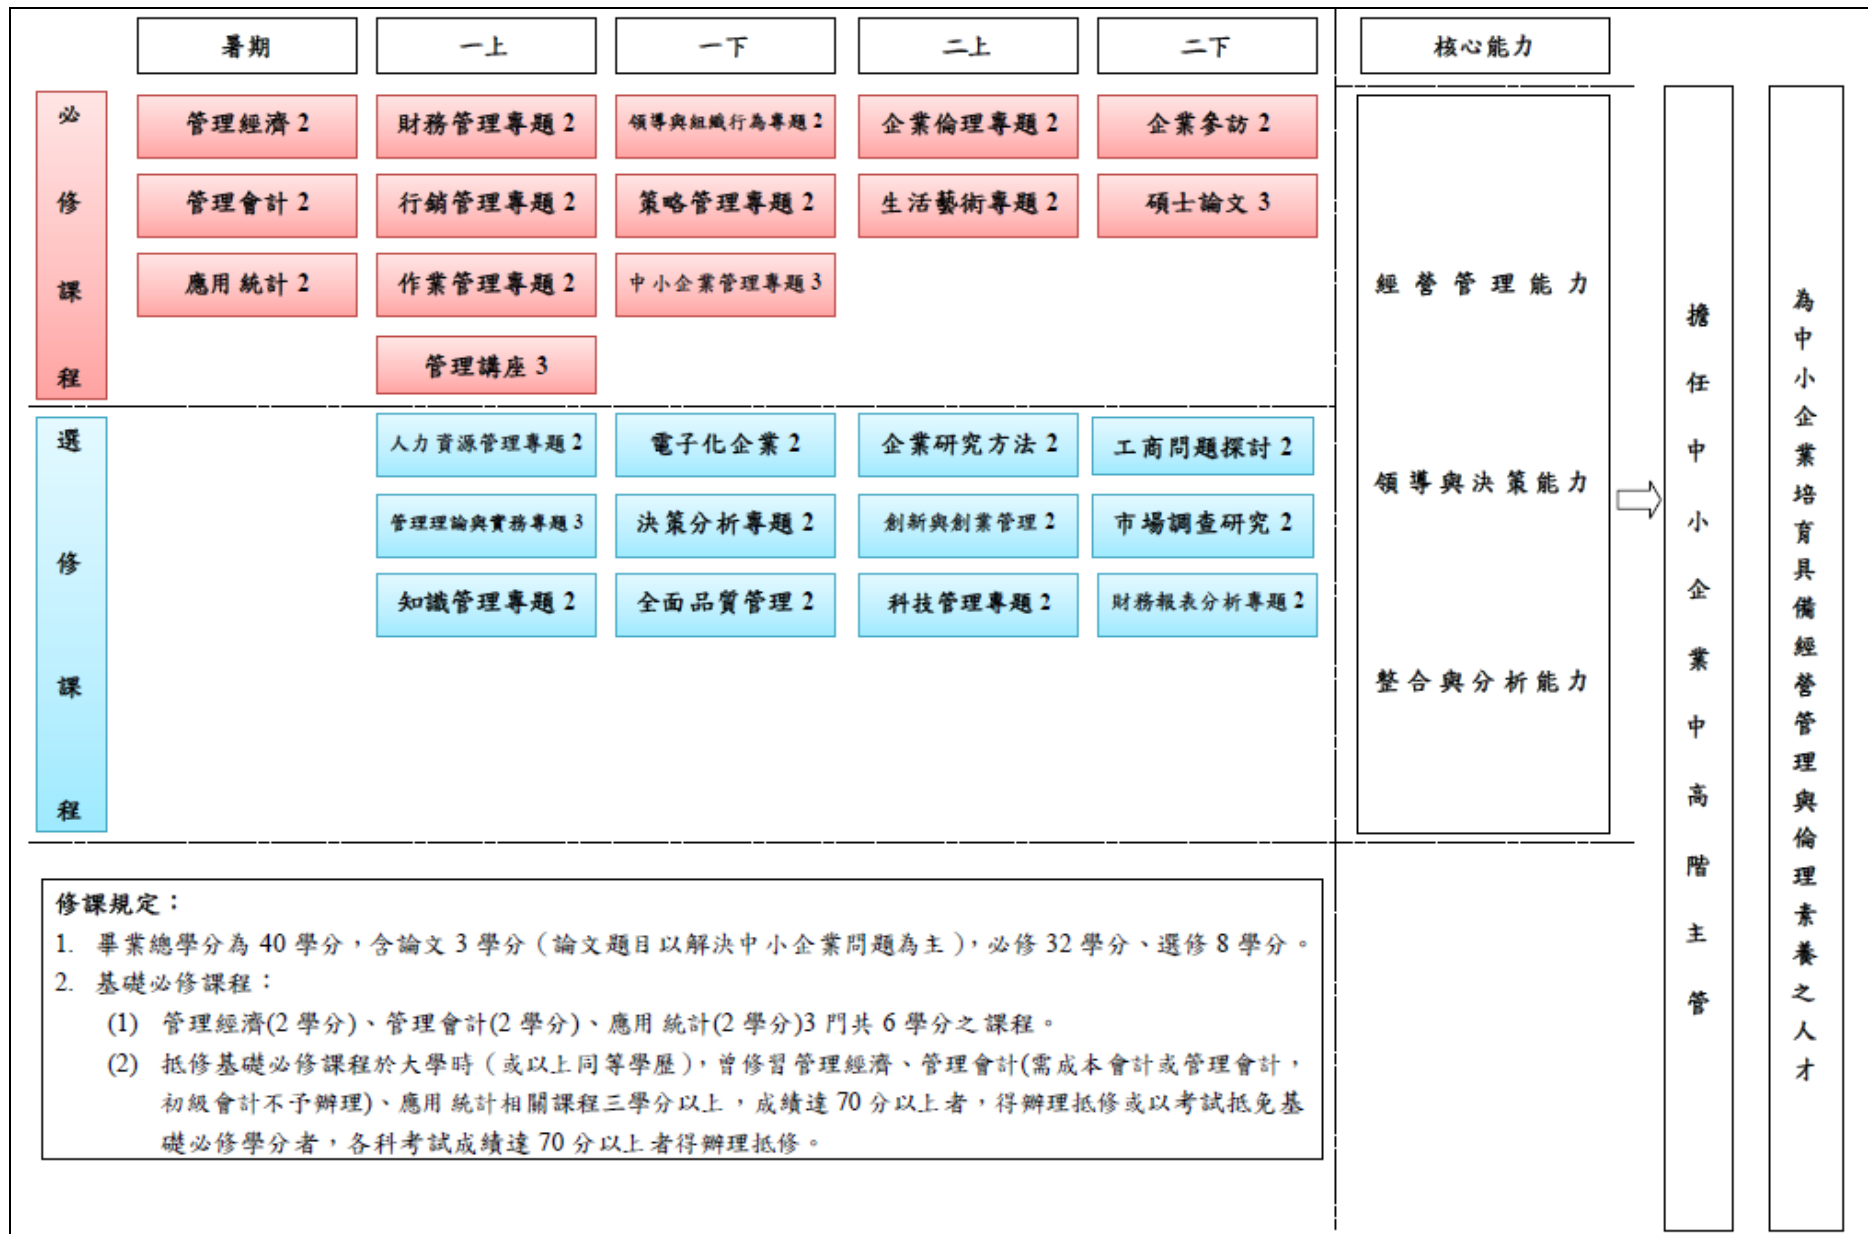 暑期
一上
一下
二上
二下
核心能力
必修課程
管理經濟 2
財務管理專題 2
領導與組織行為專題 2
企業倫理專題 2
企業參訪 2
管理會計 2
行銷管理專題 2
策略管理專題 2
生活藝術專題 2
碩士論文 3
應用統計 2
作業管理專題 2
中小企業管理專題 3
管理講座 3
選修課程
人力資源管理專題 2
電子化企業 2
企業研究方法 2
工商問題探討 2
管理理論與實務專題 3
決策分析專題 2
創新與創業管理 2
市場調查研究 2
知識管理專題 2
全面品質管理 2
科技管理專題 2
財務報表分析專題 2
經營管理能力
領導與決策能力
整合與分析能力
擔任中小企業中高階主管
為中小企業培育具備經營管理與倫理素養之人才
修課規定：
1. 畢業總學分為 40 學分，含論文 3 學分（論文題目以解決中小企業問題為主），必修 32 學分、選修 8 學分。
2. 基礎必修課程：
(1) 管理經濟(2 學分)、管理會計(2 學分)、應用統計(2 學分)3 門共 6 學分之課程。
(2) 抵修基礎必修課程於大學時（或以上同等學歷），曾修習管理經濟、管理會計(需成本會計或管理會計，
初級會計不予辦理)、應用統計相關課程三學分以上，成績達 70 分以上者，得辦理抵修或以考試抵免基
礎必修學分者，各科考試成績達 70 分以上者得辦理抵修。